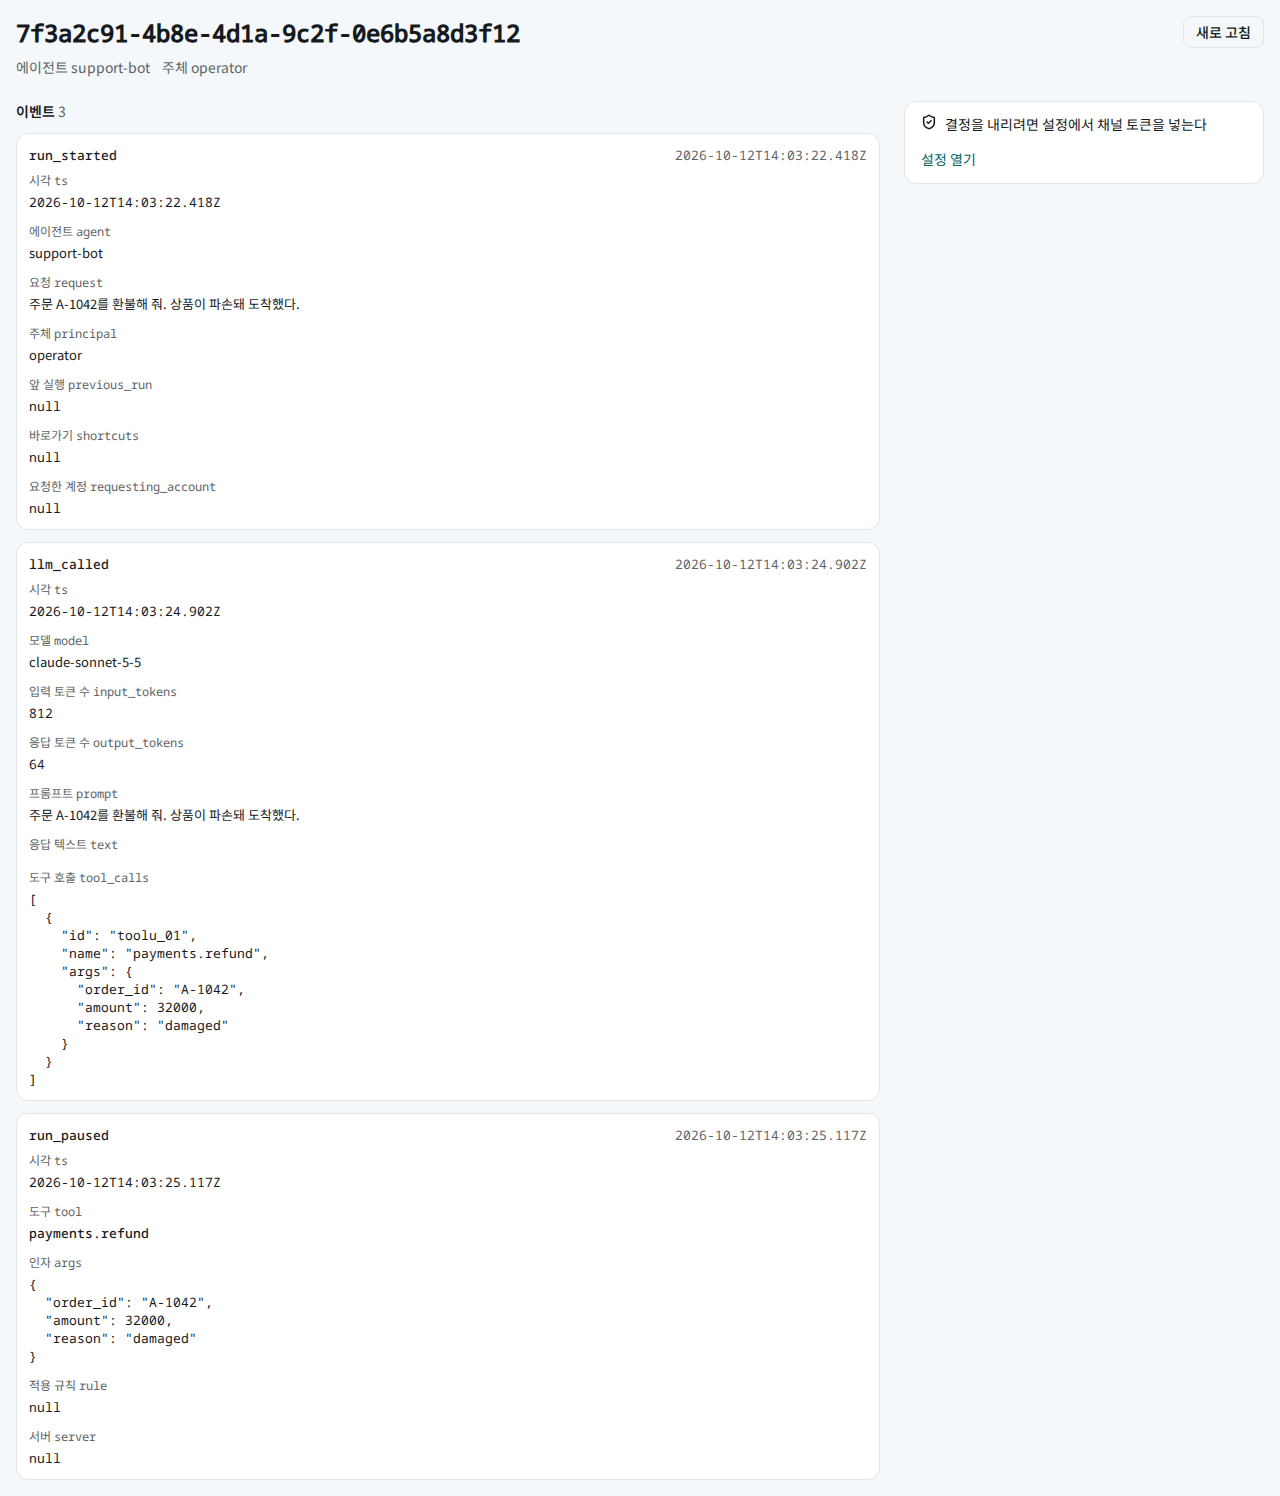 7f3a2c91-4b8e-4d1a-9c2f-0e6b5a8d3f12
새로 고침
에이전트 support-bot 주체 operator
이벤트 3
run_started 2026-10-12T14:03:22.418Z
시각 ts
2026-10-12T14:03:22.418Z
에이전트 agent
support-bot
요청 request
주문 A-1042를 환불해 줘. 상품이 파손돼 도착했다.
주체 principal
operator
앞 실행 previous_run
null
바로가기 shortcuts
null
요청한 계정 requesting_account
null
llm_called 2026-10-12T14:03:24.902Z
시각 ts
2026-10-12T14:03:24.902Z
모델 model
claude-sonnet-5-5
입력 토큰 수 input_tokens
812
응답 토큰 수 output_tokens
64
프롬프트 prompt
주문 A-1042를 환불해 줘. 상품이 파손돼 도착했다.
응답 텍스트 text
도구 호출 tool_calls
[
  {
    "id": "toolu_01",
    "name": "payments.refund",
    "args": {
      "order_id": "A-1042",
      "amount": 32000,
      "reason": "damaged"
    }
  }
]
run_paused 2026-10-12T14:03:25.117Z
시각 ts
2026-10-12T14:03:25.117Z
도구 tool
payments.refund
인자 args
{
  "order_id": "A-1042",
  "amount": 32000,
  "reason": "damaged"
}
적용 규칙 rule
null
서버 server
null
결정을 내리려면 설정에서 채널 토큰을 넣는다
설정 열기